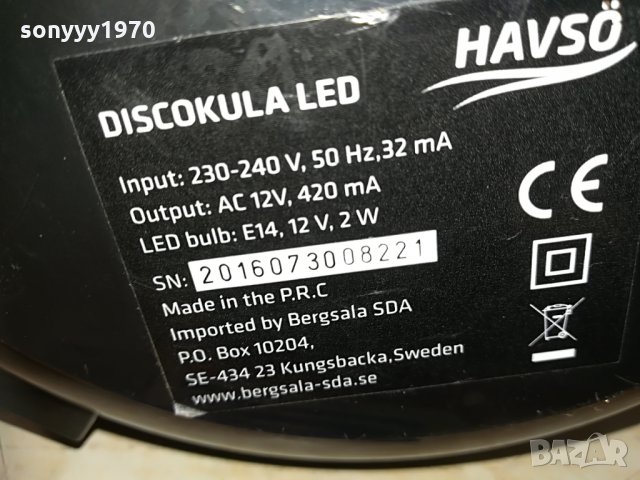 sonyyy1970
HAVSÖ
DISCOKULA LED
Input: 230-240 V, 50 Hz,32 mA
Output: AC 12V, 420 mA
LED bulb: E14, 12 V, 2 W
SN: 2016073008221
Made in the P.R.C
Imported by Bergsala SDA
P.O. Box 10204,
SE-434 23 Kungsbacka,Sweden
www.bergsala-sda.se
CE
BAZAR